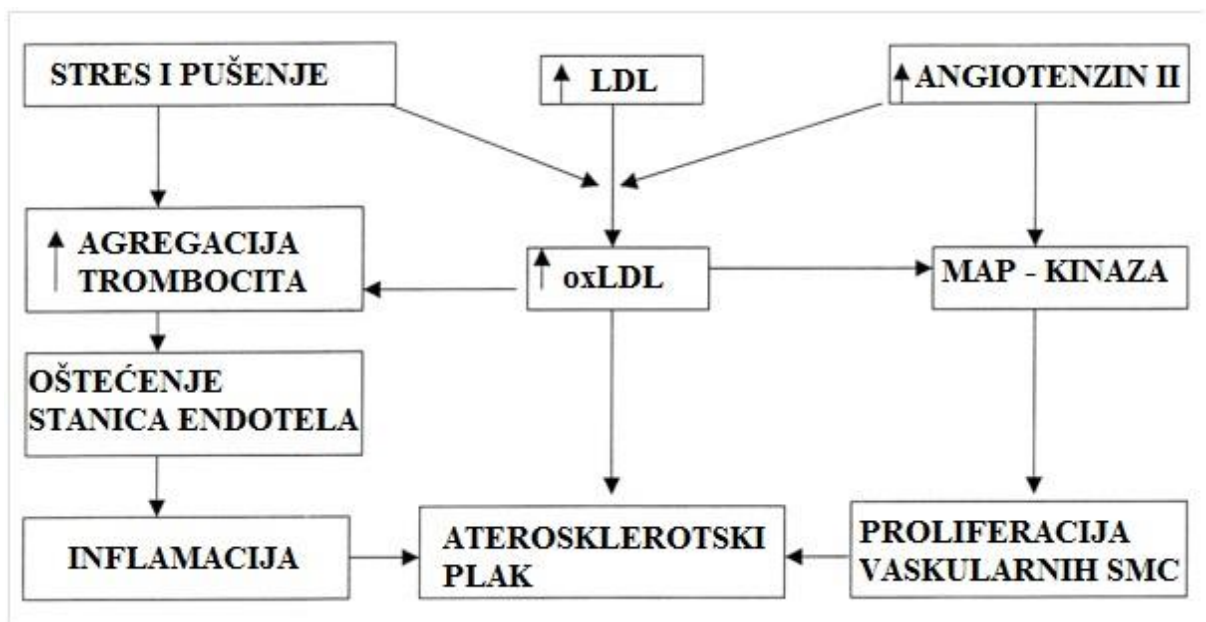 STRES I PUŠENJE
LDL
ANGIOTENZIN II
AGREGACIJA
TROMBOCITA
oxLDL
MAP - KINAZA
OŠTEĆENJE
STANICA ENDOTELA
INFLAMACIJA
ATEROSKLEROTSKI
PLAK
PROLIFERACIJA
VASKULARNIH SMC